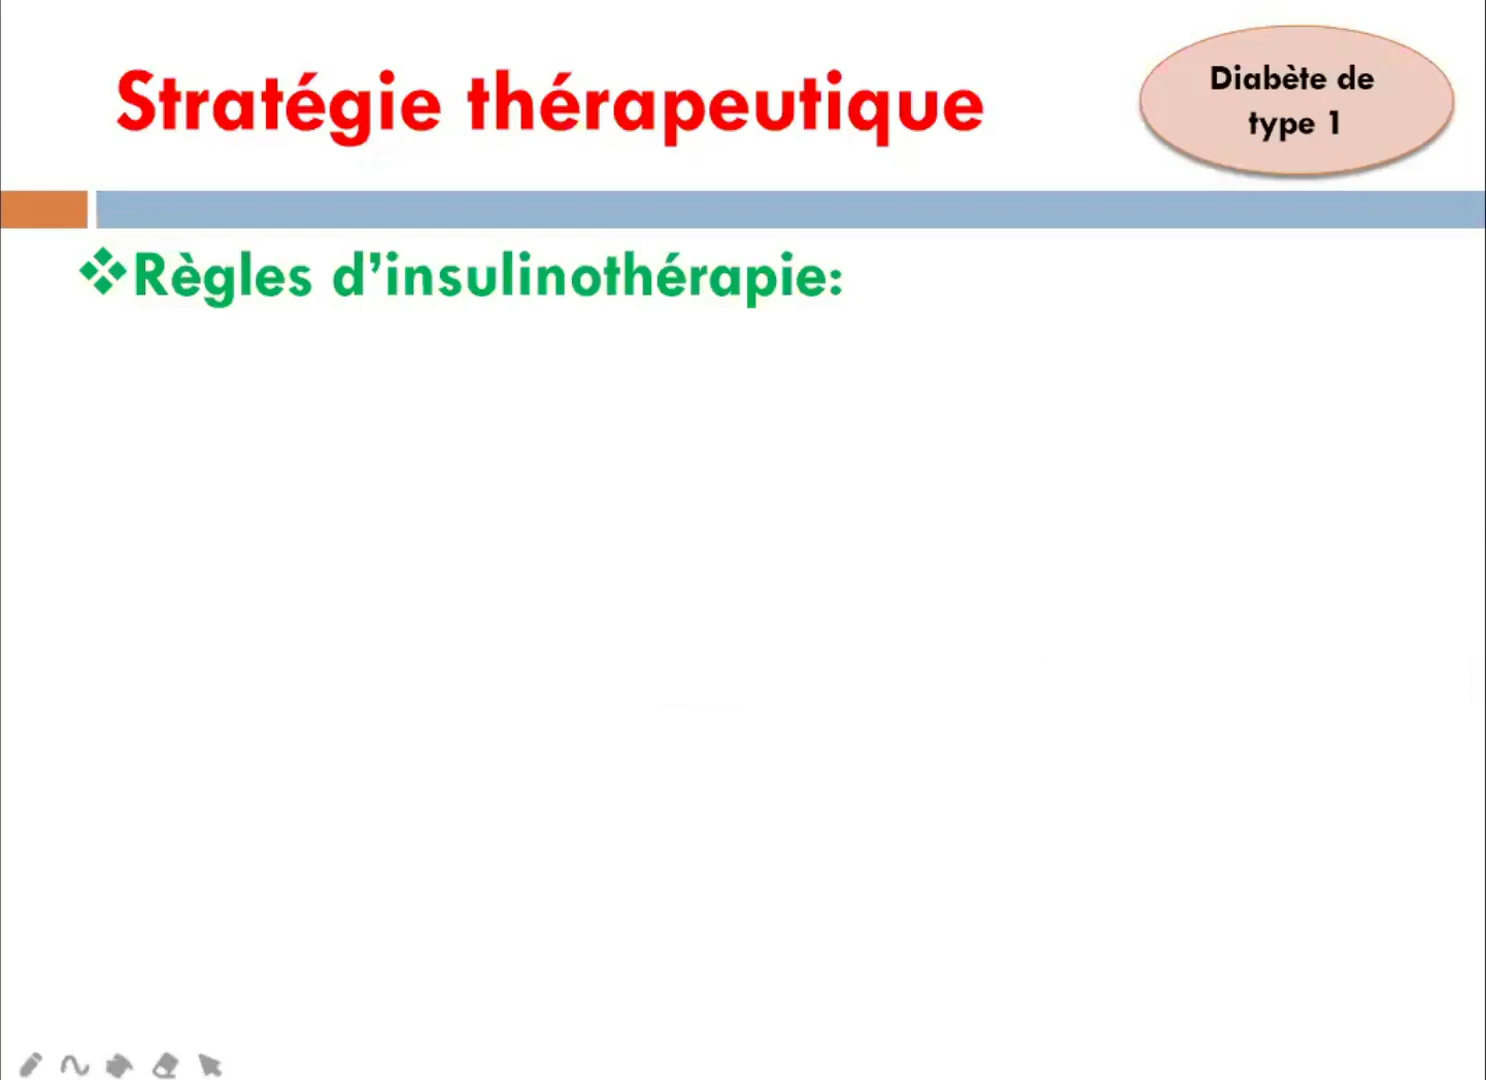 Stratégie thérapeutique
Diabète de
type 1
❖Règles d’insulinothérapie: